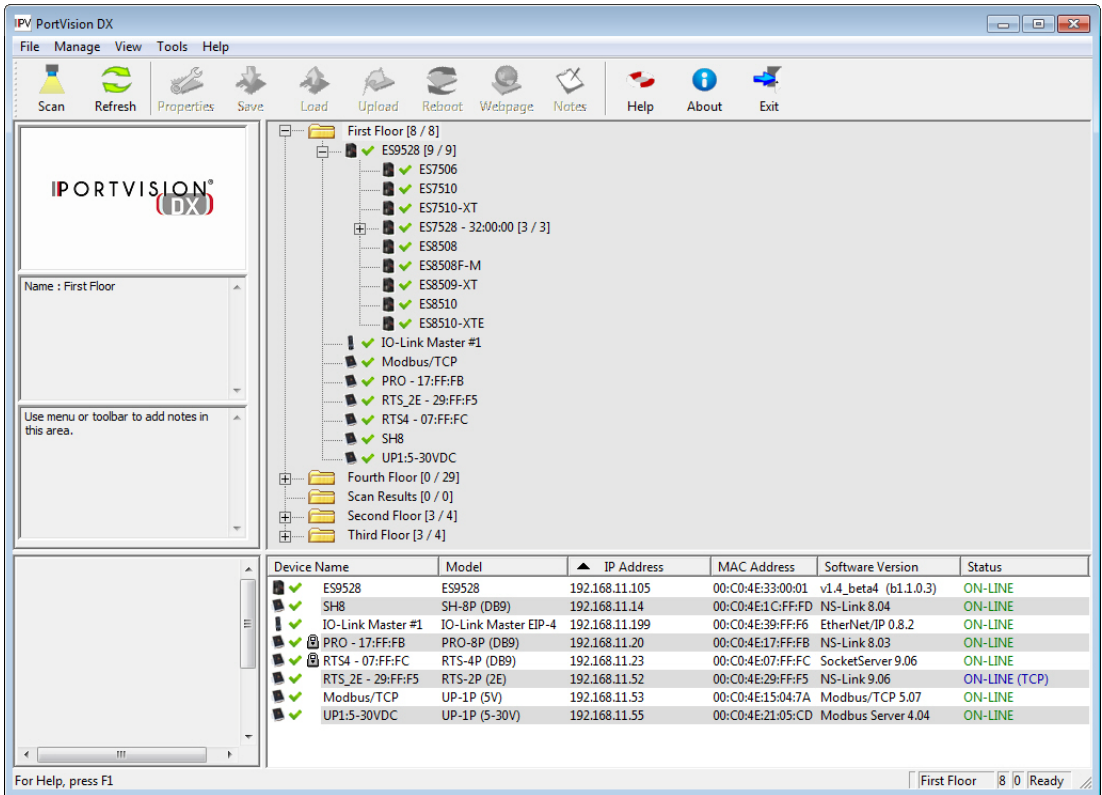 IPV PortVision DX
File Manage View Tools Help
Scan Refresh Properties Save Load Upload Reboot Webpage Notes Help About Exit
PORTVISION®
DX
Name : First Floor
Use menu or toolbar to add notes in
this area.
First Floor [8 / 8]
ES9528 [9 / 9]
ES7506
ES7510
ES7510-XT
ES7528 - 32:00:00 [3 / 3]
ES8508
ES8508F-M
ES8509-XT
ES8510
ES8510-XTE
IO-Link Master #1
Modbus/TCP
PRO - 17:FF:FB
RTS_2E - 29:FF:F5
RTS4 - 07:FF:FC
SH8
UP1:5-30VDC
Fourth Floor [0 / 29]
Scan Results [0 / 0]
Second Floor [3 / 4]
Third Floor [3 / 4]
Device Name Model IP Address MAC Address Software Version Status
ES9528 ES9528 192.168.11.105 00:C0:4E:33:00:01 v1.4_beta4 (b1.1.0.3) ON-LINE
SH8 SH-8P (DB9) 192.168.11.14 00:C0:4E:1C:FF:FD NS-Link 8.04 ON-LINE
IO-Link Master #1 IO-Link Master EIP-4 192.168.11.199 00:C0:4E:39:FF:F6 EtherNet/IP 0.8.2 ON-LINE
PRO - 17:FF:FB PRO-8P (DB9) 192.168.11.20 00:C0:4E:17:FF:FB NS-Link 8.03 ON-LINE
RTS4 - 07:FF:FC RTS-4P (DB9) 192.168.11.23 00:C0:4E:07:FF:FC SocketServer 9.06 ON-LINE
RTS_2E - 29:FF:F5 RTS-2P (2E) 192.168.11.52 00:C0:4E:29:FF:F5 NS-Link 9.06 ON-LINE (TCP)
Modbus/TCP UP-1P (5V) 192.168.11.53 00:C0:4E:15:04:7A Modbus/TCP 5.07 ON-LINE
UP1:5-30VDC UP-1P (5-30V) 192.168.11.55 00:C0:4E:21:05:CD Modbus Server 4.04 ON-LINE
For Help, press F1 First Floor 8 0 Ready